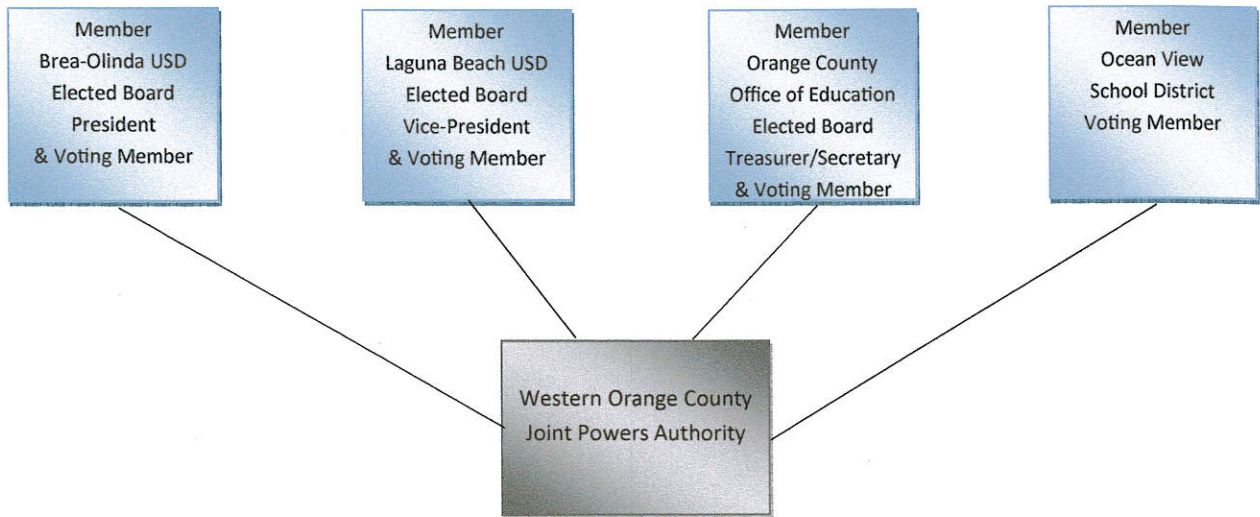 Member
Brea-Olinda USD
Elected Board
President
& Voting Member
Member
Laguna Beach USD
Elected Board
Vice-President
& Voting Member
Member
Orange County
Office of Education
Elected Board
Treasurer/Secretary
& Voting Member
Member
Ocean View
School District
Voting Member
Western Orange County
Joint Powers Authority